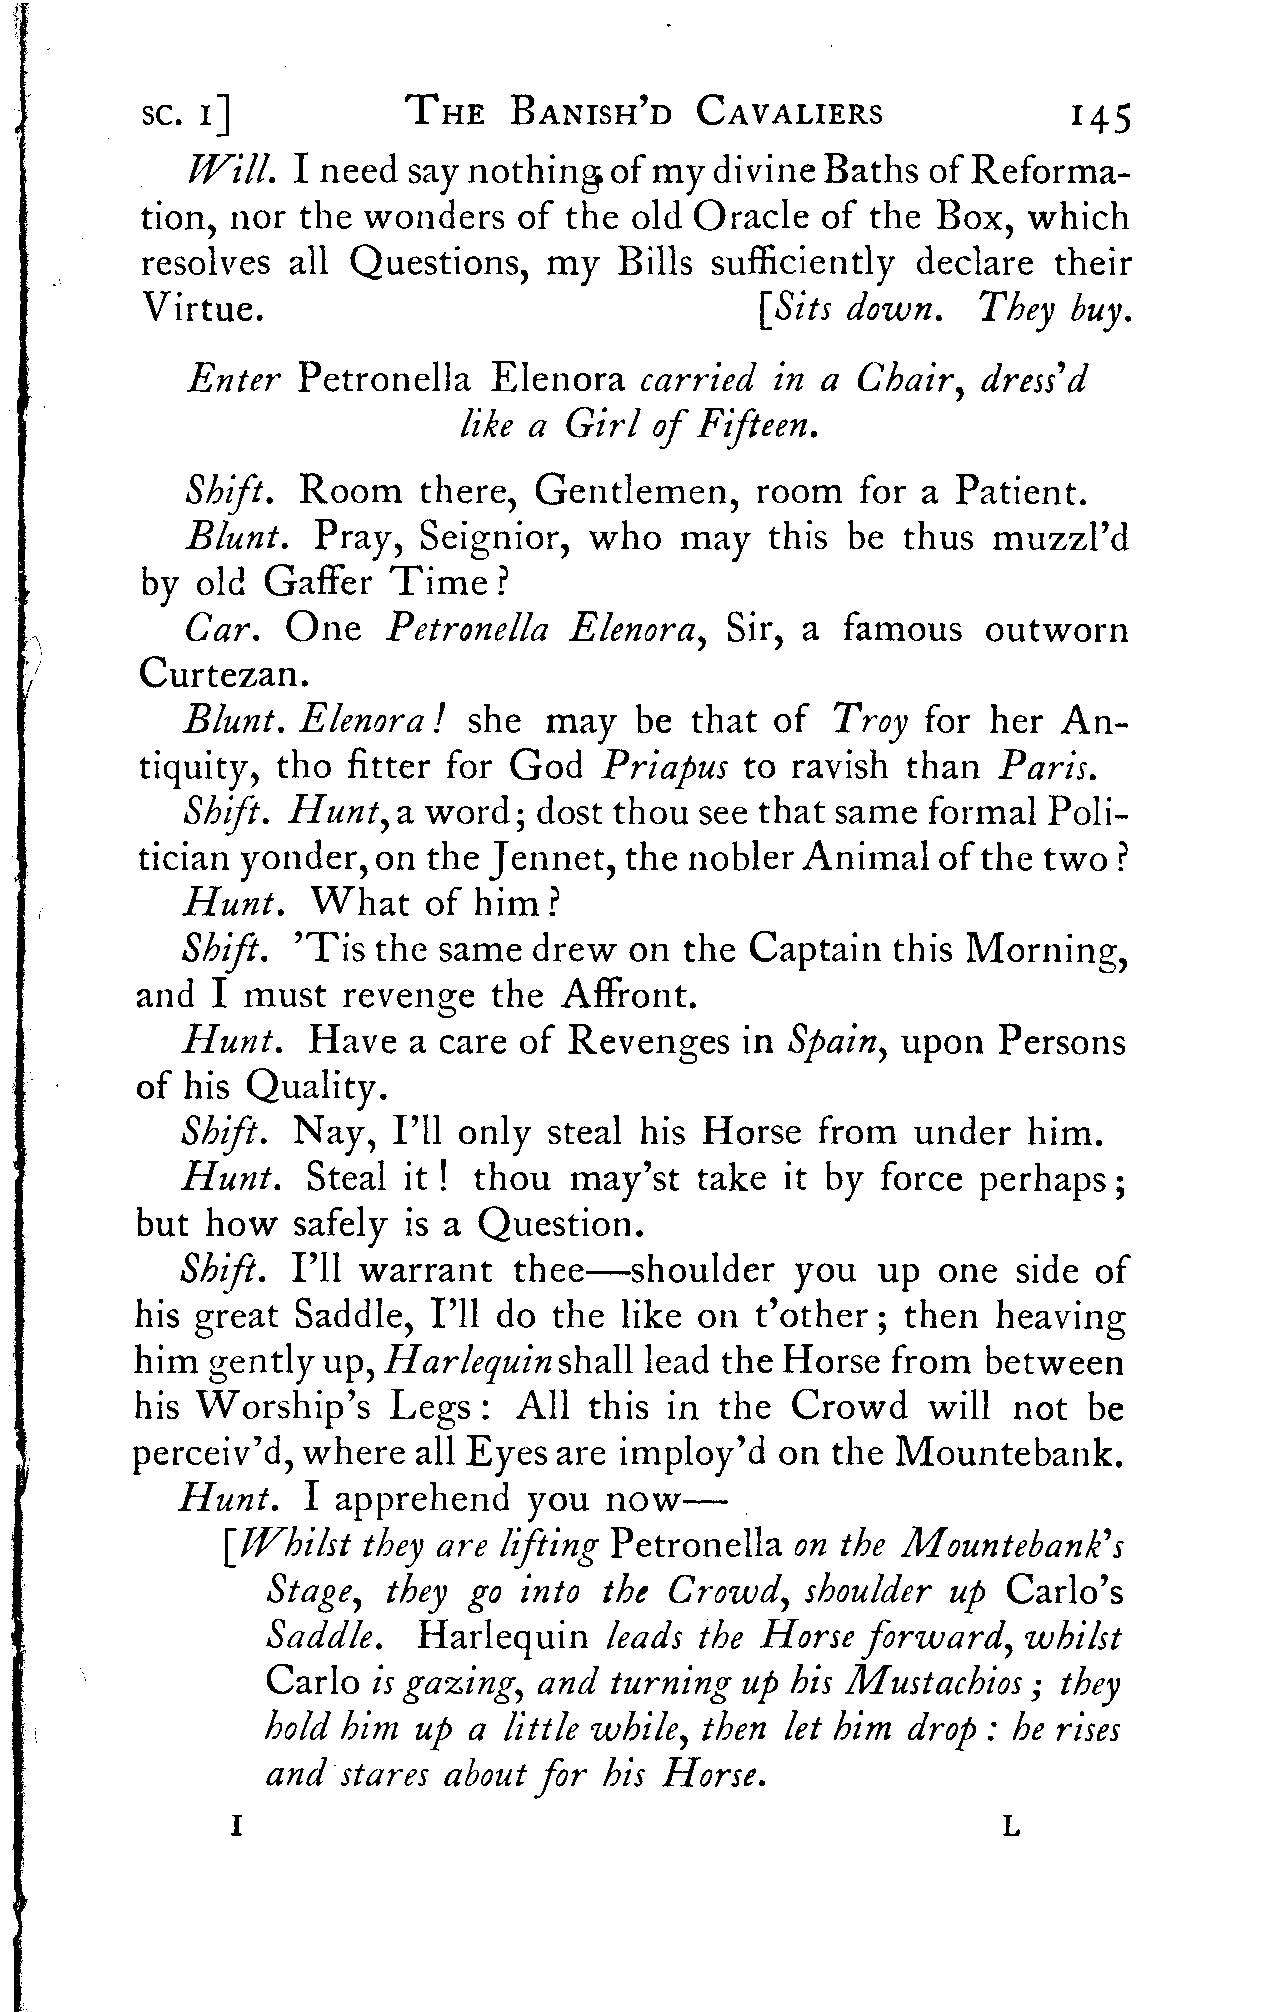 SC. I] THE BANISH'D CAVALIERS 145
Will. I need say nothing of my divine Baths of Reforma-
tion, nor the wonders of the old Oracle of the Box, which
resolves all Questions, my Bills sufficiently declare their
Virtue. [Sits down. They buy.
Enter Petronella Elenora carried in a Chair, dress'd
like a Girl of Fifteen.
Shift. Room there, Gentlemen, room for a Patient.
Blunt. Pray, Seignior, who may this be thus muzzl'd
by old Gaffer Time?
Car. One Petronella Elenora, Sir, a famous outworn
Curtezan.
Blunt. Elenora! she may be that of Troy for her An-
tiquity, tho fitter for God Priapus to ravish than Paris.
Shift. Hunt, a word; dost thou see that same formal Poli-
tician yonder, on the Jennet, the nobler Animal of the two?
Hunt. What of him?
Shift. 'Tis the same drew on the Captain this Morning,
and I must revenge the Affront.
Hunt. Have a care of Revenges in Spain, upon Persons
of his Quality.
Shift. Nay, I'll only steal his Horse from under him.
Hunt. Steal it! thou may'st take it by force perhaps;
but how safely is a Question.
Shift. I'll warrant thee—shoulder you up one side of
his great Saddle, I'll do the like on t'other; then heaving
him gently up, Harlequin shall lead the Horse from between
his Worship's Legs: All this in the Crowd will not be
perceiv'd, where all Eyes are imploy'd on the Mountebank.
Hunt. I apprehend you now—
[Whilst they are lifting Petronella on the Mountebank's
Stage, they go into the Crowd, shoulder up Carlo's
Saddle. Harlequin leads the Horse forward, whilst
Carlo is gazing, and turning up his Mustachios; they
hold him up a little while, then let him drop: he rises
and stares about for his Horse.
I L